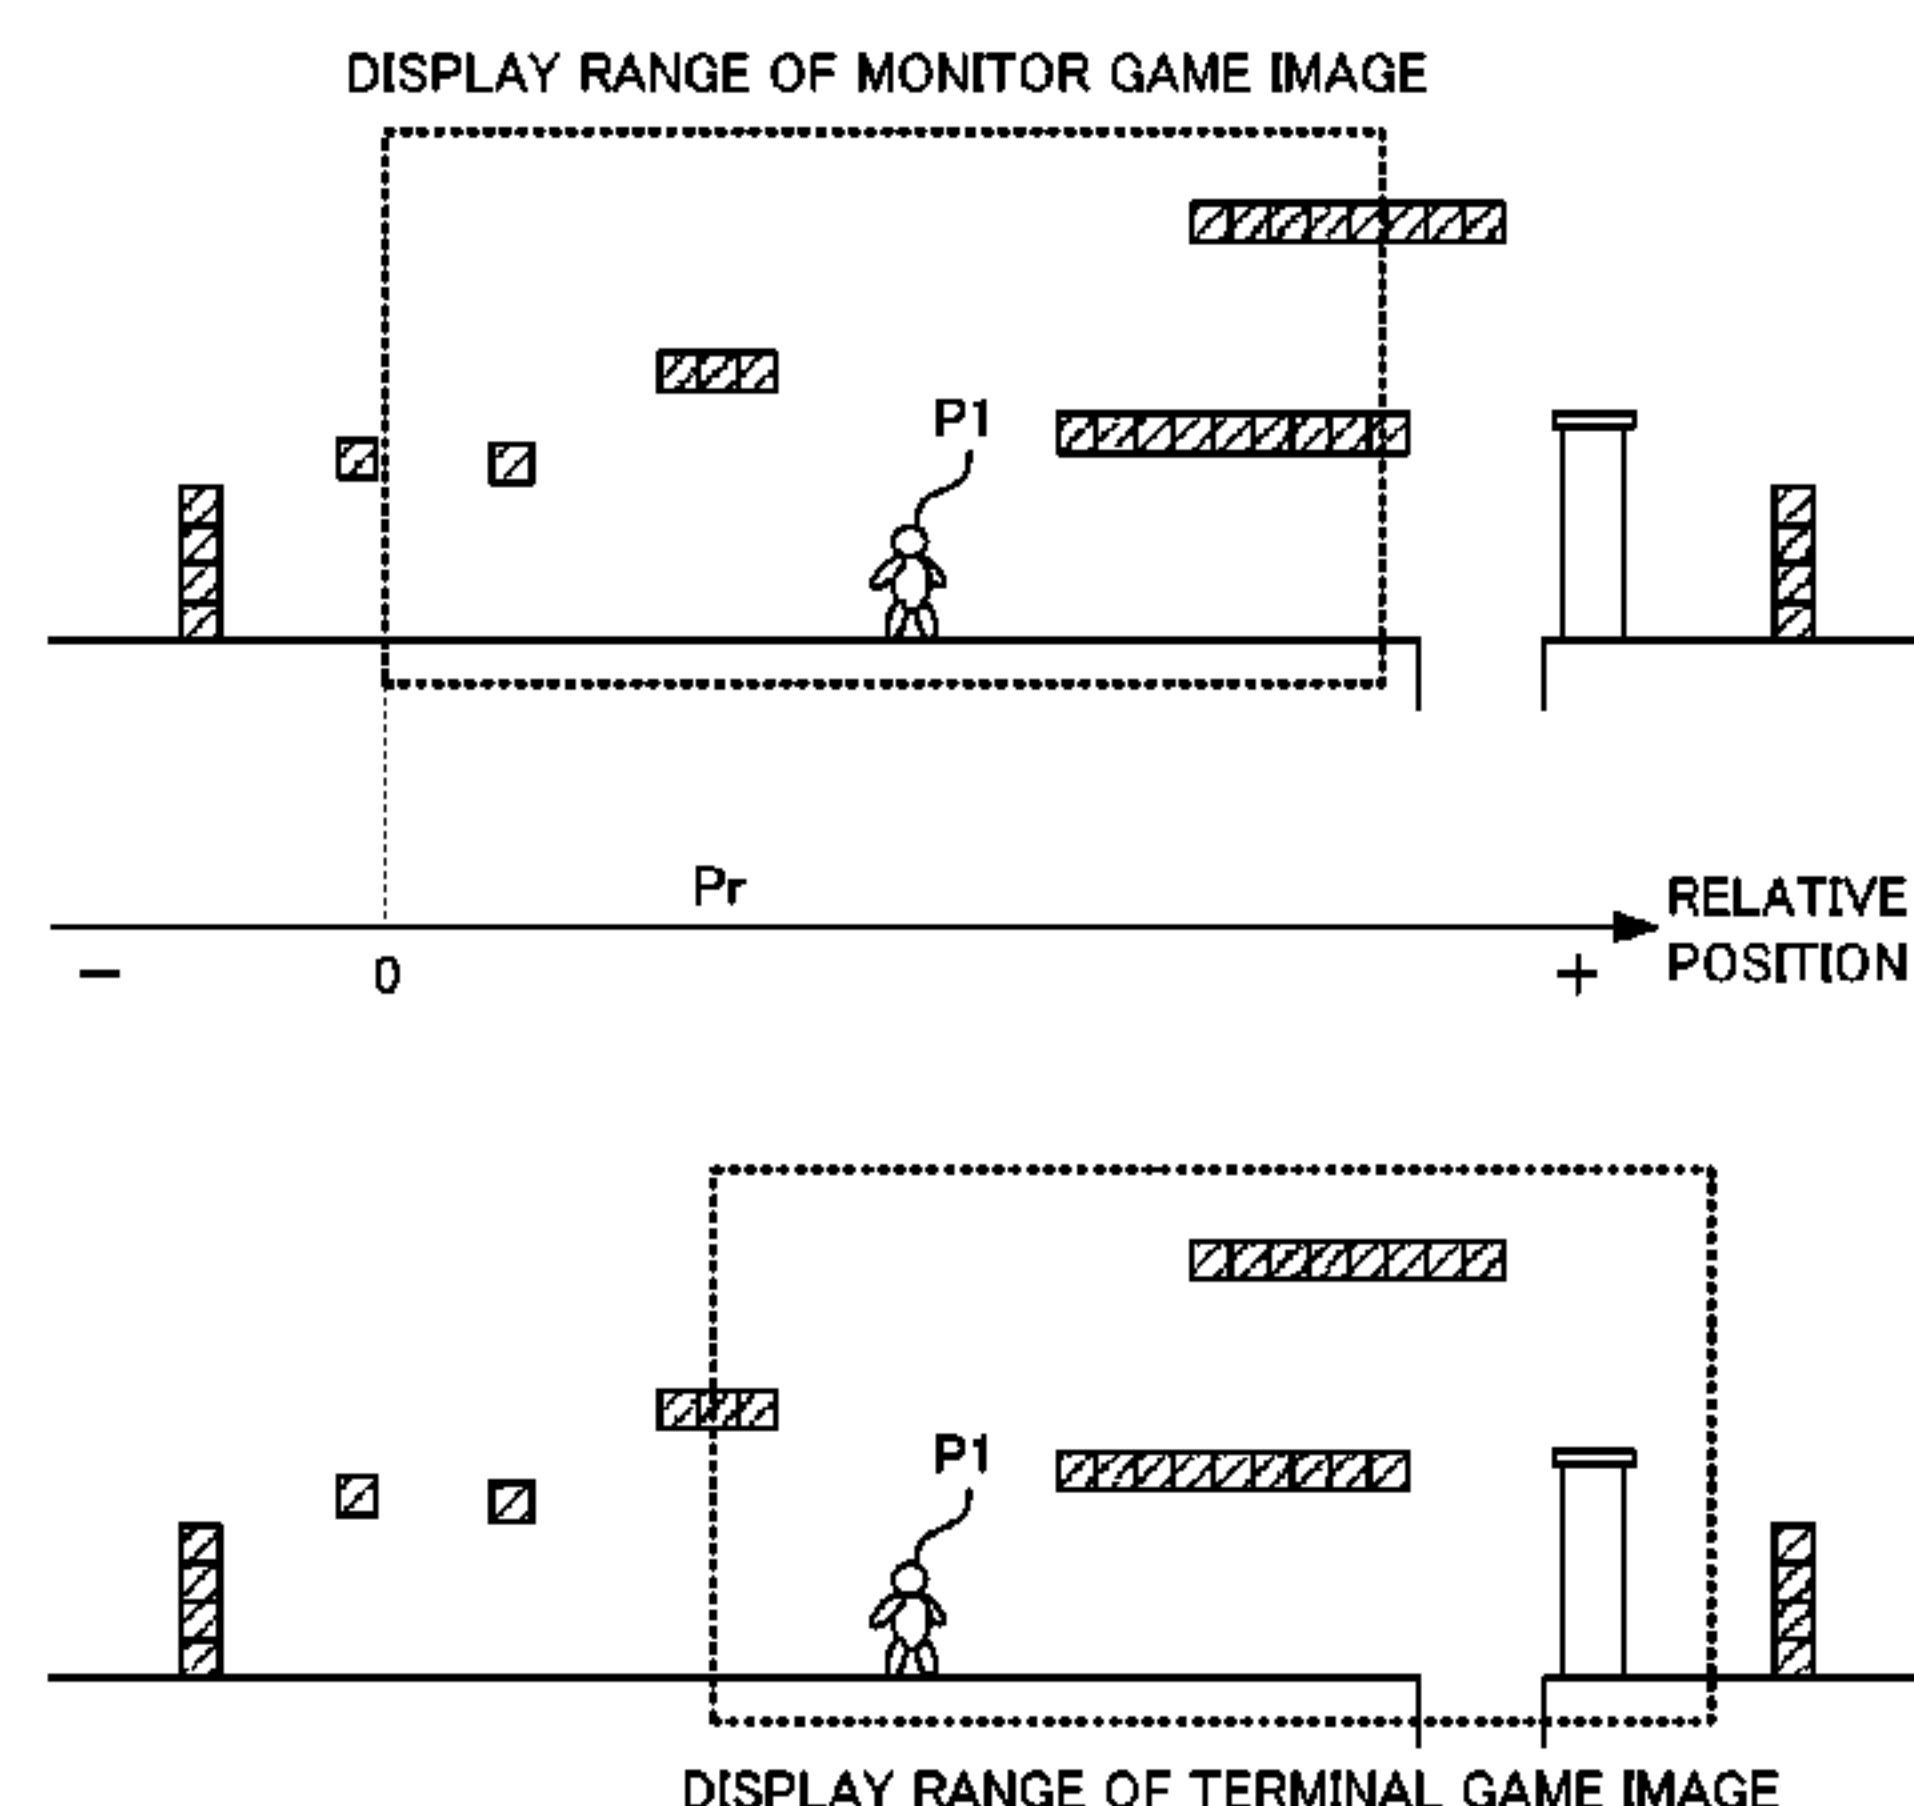 DISPLAY RANGE OF MONITOR GAME IMAGE
P1
Pr
RELATIVE
POSITION
− 0 +
P1
DISPLAY RANGE OF TERMINAL GAME IMAGE